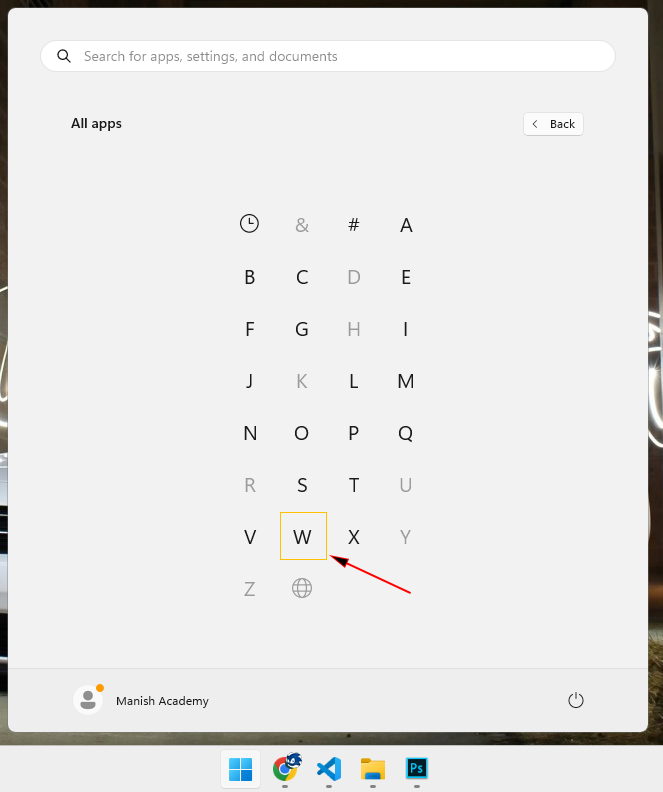 Search for apps, settings, and documents
All apps
Back
& # A
B C D E
F G H I
J K L M
N O P Q
R S T U
V W X Y
Z
Manish Academy
Ps